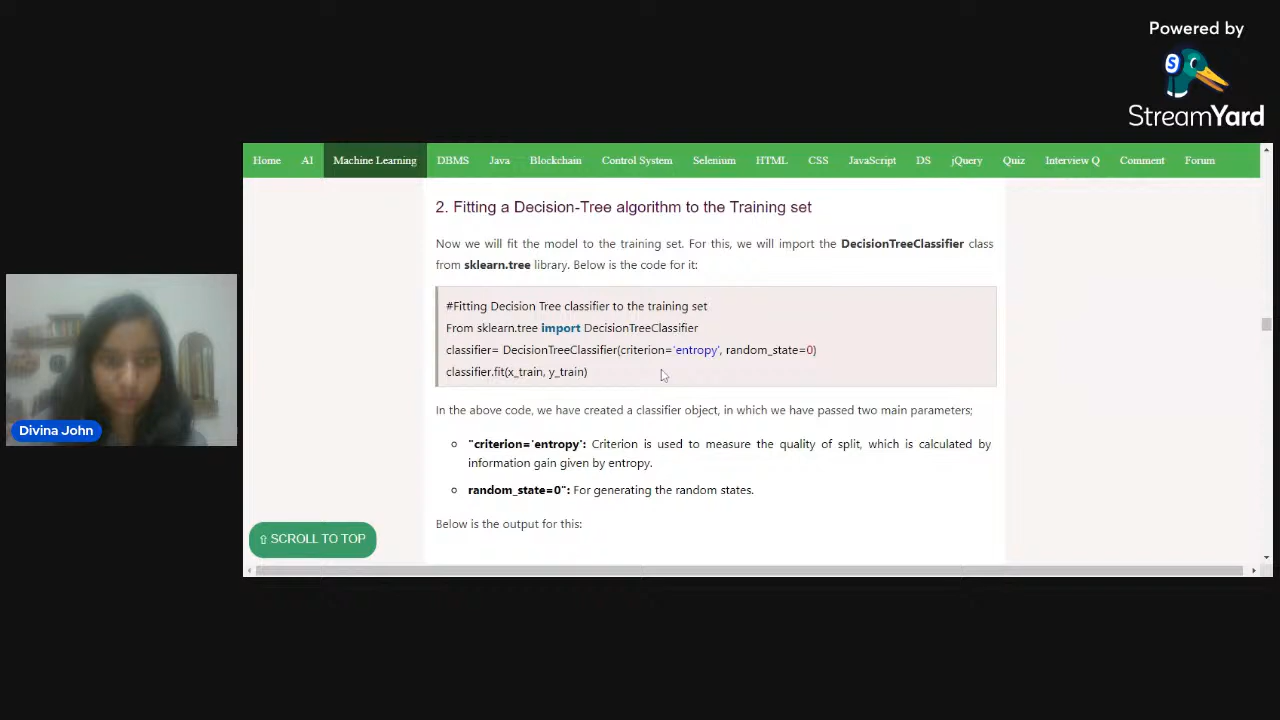 Powered by
S
StreamYard
Home AI Machine Learning DBMS Java Blockchain Control System Selenium HTML CSS JavaScript DS jQuery Quiz Interview Q Comment Forum
2. Fitting a Decision-Tree algorithm to the Training set
Now we will fit the model to the training set. For this, we will import the DecisionTreeClassifier class
from sklearn.tree library. Below is the code for it:
#Fitting Decision Tree classifier to the training set
From sklearn.tree import DecisionTreeClassifier
classifier= DecisionTreeClassifier(criterion='entropy', random_state=0)
classifier.fit(x_train, y_train)
In the above code, we have created a classifier object, in which we have passed two main parameters;
"criterion='entropy': Criterion is used to measure the quality of split, which is calculated by
information gain given by entropy.
random_state=0": For generating the random states.
Below is the output for this:
⇧ SCROLL TO TOP
Divina John